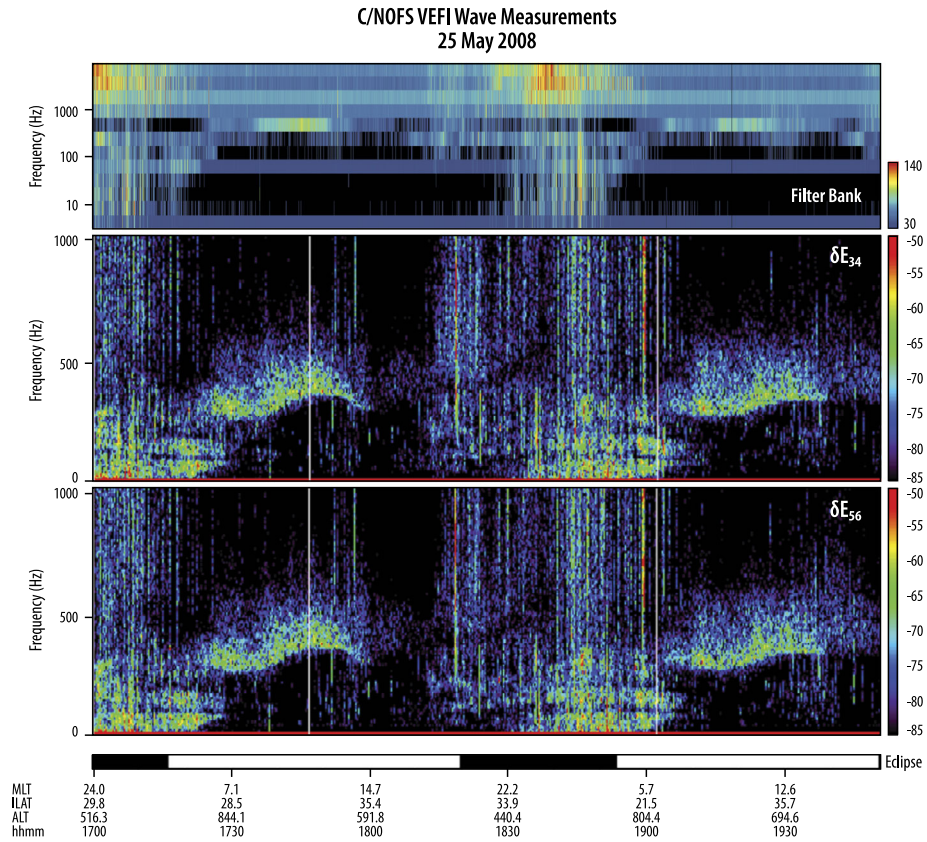 C/NOFS VEFI Wave Measurements
25 May 2008
Frequency (Hz)
1000
100
10
Filter Bank
140
30
Frequency (Hz)
1000
500
0
δE34
-50
-55
-60
-65
-70
-75
-80
-85
Frequency (Hz)
1000
500
0
δE56
-50
-55
-60
-65
-70
-75
-80
-85
Eclipse
MLT 24.0 7.1 14.7 22.2 5.7 12.6
ILAT 29.8 28.5 35.4 33.9 21.5 35.7
ALT 516.3 844.1 591.8 440.4 804.4 694.6
hhmm 1700 1730 1800 1830 1900 1930